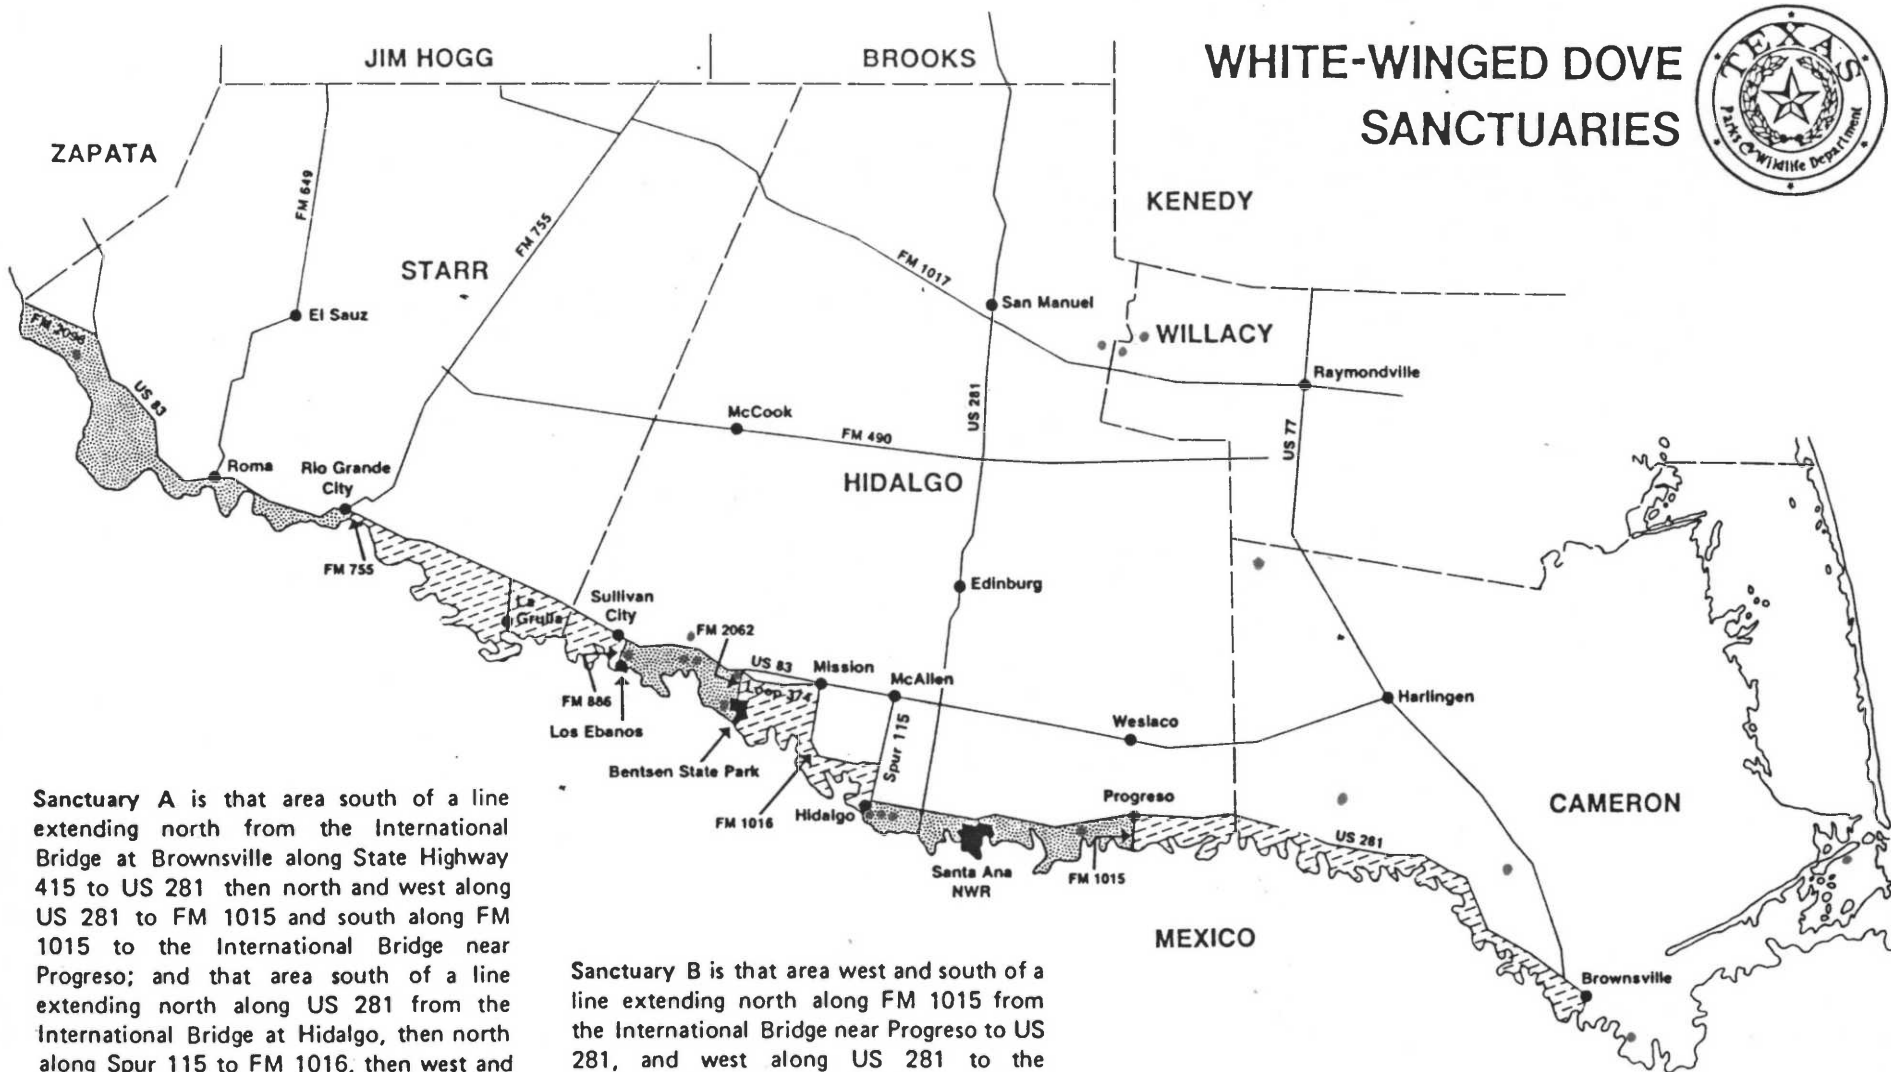 WHITE-WINGED DOVE
SANCTUARIES
TEXAS
Parks & Wildlife Department
JIM HOGG
BROOKS
ZAPATA
KENEDY
FM 649
FM 755
STARR
FM 1017
San Manuel
El Sauz
WILLACY
FM 2098
Raymondville
US 83
US 281
McCook
FM 490
US 77
Roma
Rio Grande
City
HIDALGO
FM 755
Edinburg
Sullivan
City
La
Grulla
FM 2062
US 83
Mission
McAllen
Loop 374
Harlingen
FM 886
Los Ebanos
Weslaco
Spur 115
Bentsen State Park
Progreso
CAMERON
FM 1016
Hidalgo
US 281
Santa Ana
NWR
FM 1015
MEXICO
Brownsville
Sanctuary A is that area south of a line
extending north from the International
Bridge at Brownsville along State Highway
415 to US 281 then north and west along
US 281 to FM 1015 and south along FM
1015 to the International Bridge near
Progreso; and that area south of a line
extending north along US 281 from the
International Bridge at Hidalgo, then north
along Spur 115 to FM 1016, then west and
Sanctuary B is that area west and south of a
line extending north along FM 1015 from
the International Bridge near Progreso to US
281, and west along US 281 to the